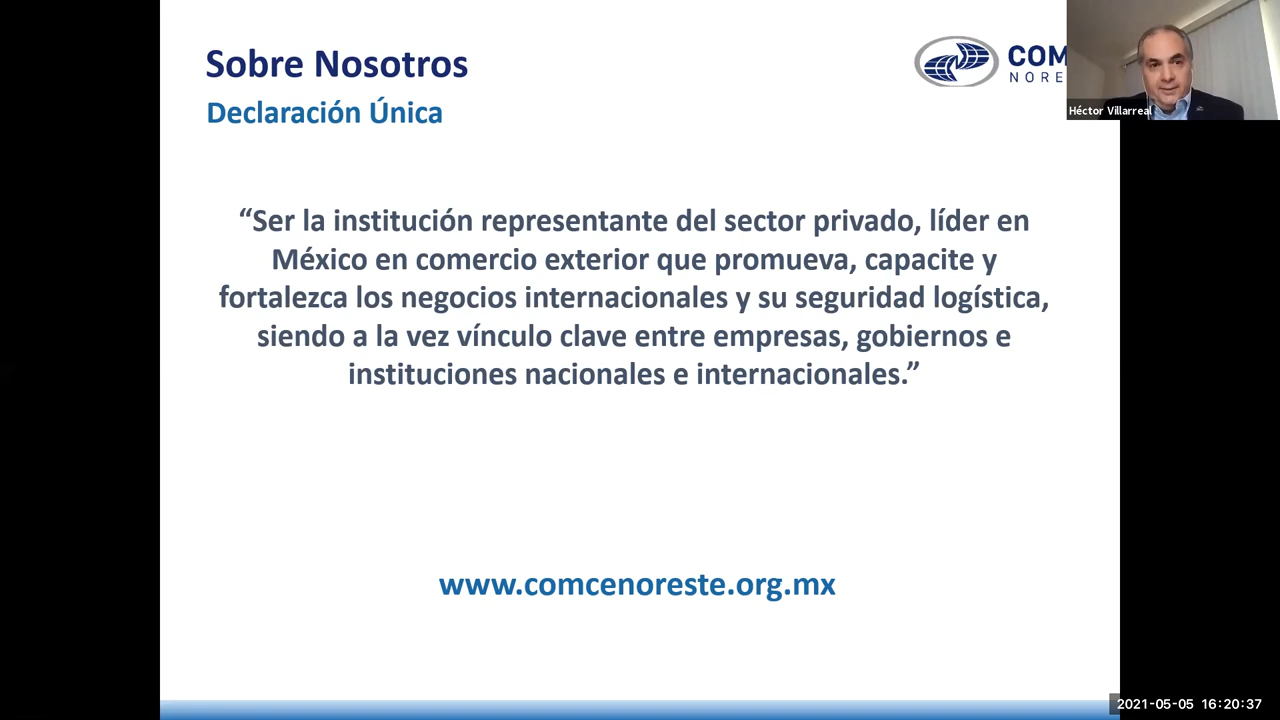 Sobre Nosotros
Declaración Única
COM
NORE
Héctor Villarreal
“Ser la institución representante del sector privado, líder en
México en comercio exterior que promueva, capacite y
fortalezca los negocios internacionales y su seguridad logística,
siendo a la vez vínculo clave entre empresas, gobiernos e
instituciones nacionales e internacionales.”
www.comcenoreste.org.mx
2021-05-05 16:20:37